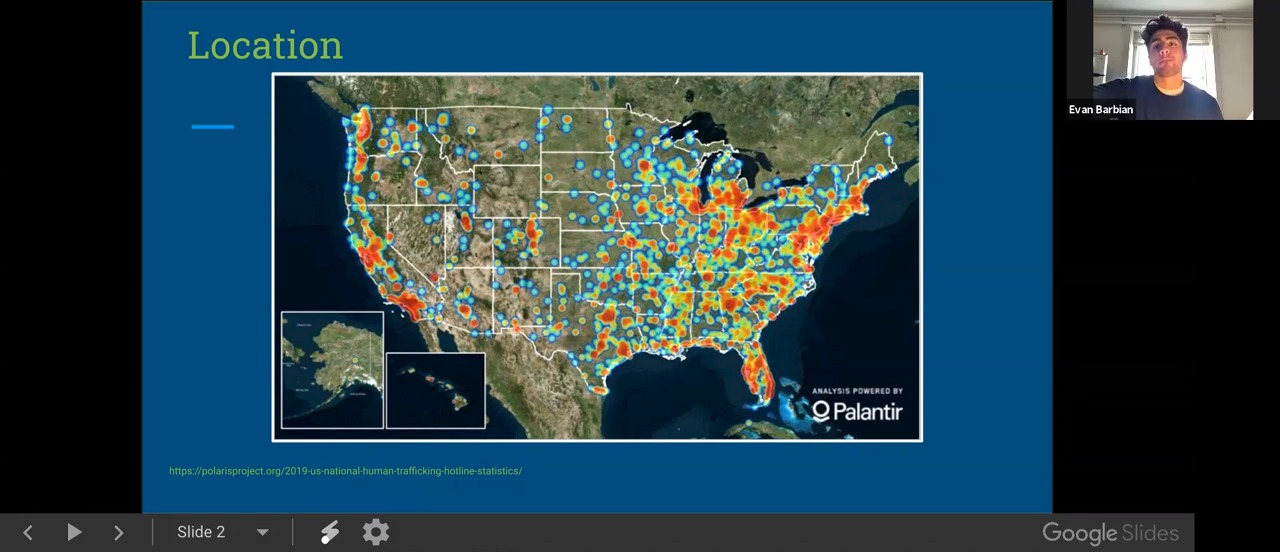 Location
Evan Barbian
ANALYSIS POWERED BY
Palantir
https://polarisproject.org/2019-us-national-human-trafficking-hotline-statistics/
Slide 2
Google Slides